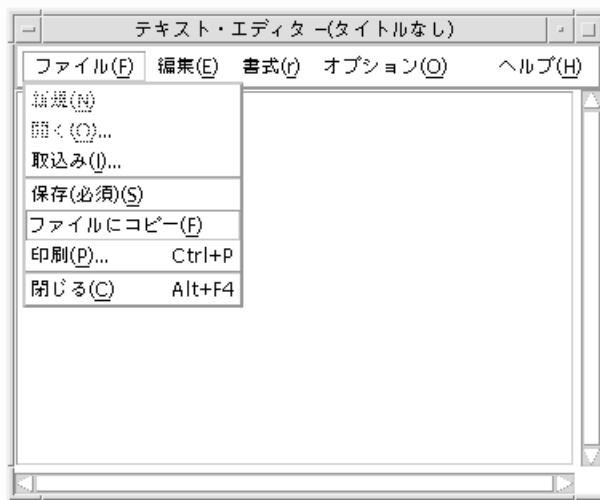 テキスト・エディター(タイトルなし)
ファイル(F) 編集(E) 書式(r) オプション(O) ヘルプ(H)
新規(N)
開く(O)...
取込み(I)...
保存(必須)(S)
ファイルにコピー(F)
印刷(P)... Ctrl+P
閉じる(C) Alt+F4